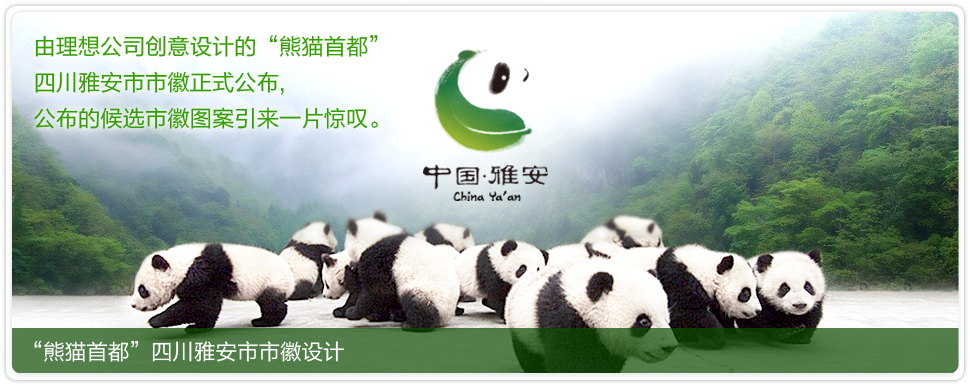 由理想公司创意设计的“熊猫首都”
四川雅安市市徽正式公布，
公布的候选市徽图案引来一片惊叹。
中国·雅安
China Ya'an
“熊猫首都”四川雅安市市徽设计